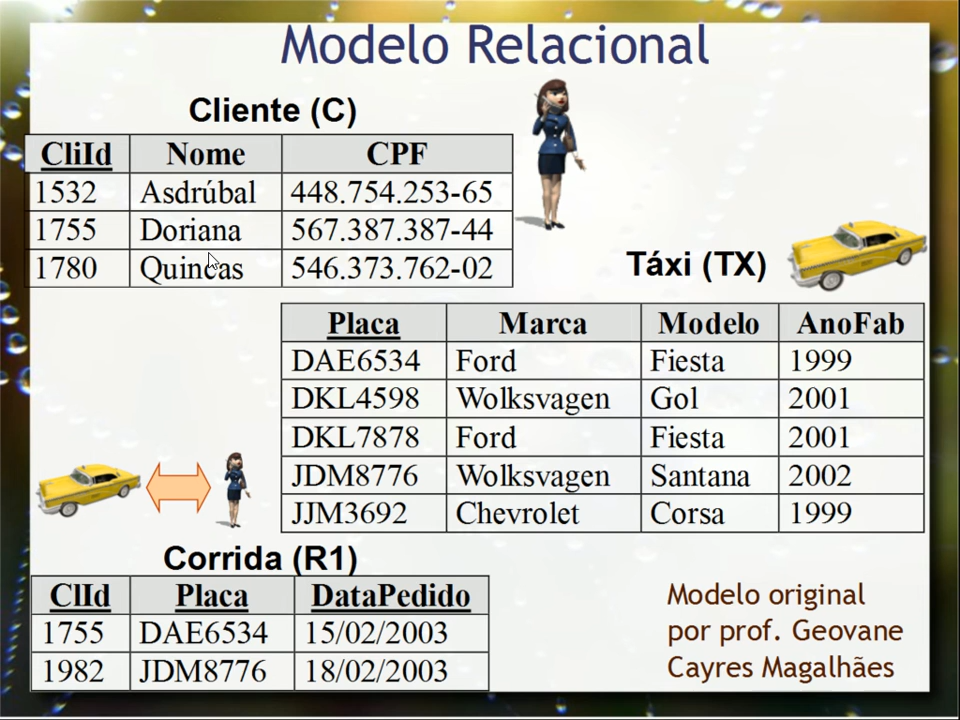 Modelo Relacional
Cliente (C)
CliId Nome CPF
1532 Asdrúbal 448.754.253-65
1755 Doriana 567.387.387-44
1780 Quincas 546.373.762-02
Táxi (TX)
Placa Marca Modelo AnoFab
DAE6534 Ford Fiesta 1999
DKL4598 Wolksvagen Gol 2001
DKL7878 Ford Fiesta 2001
JDM8776 Wolksvagen Santana 2002
JJM3692 Chevrolet Corsa 1999
Corrida (R1)
ClId Placa DataPedido
1755 DAE6534 15/02/2003
1982 JDM8776 18/02/2003
Modelo original
por prof. Geovane
Cayres Magalhães